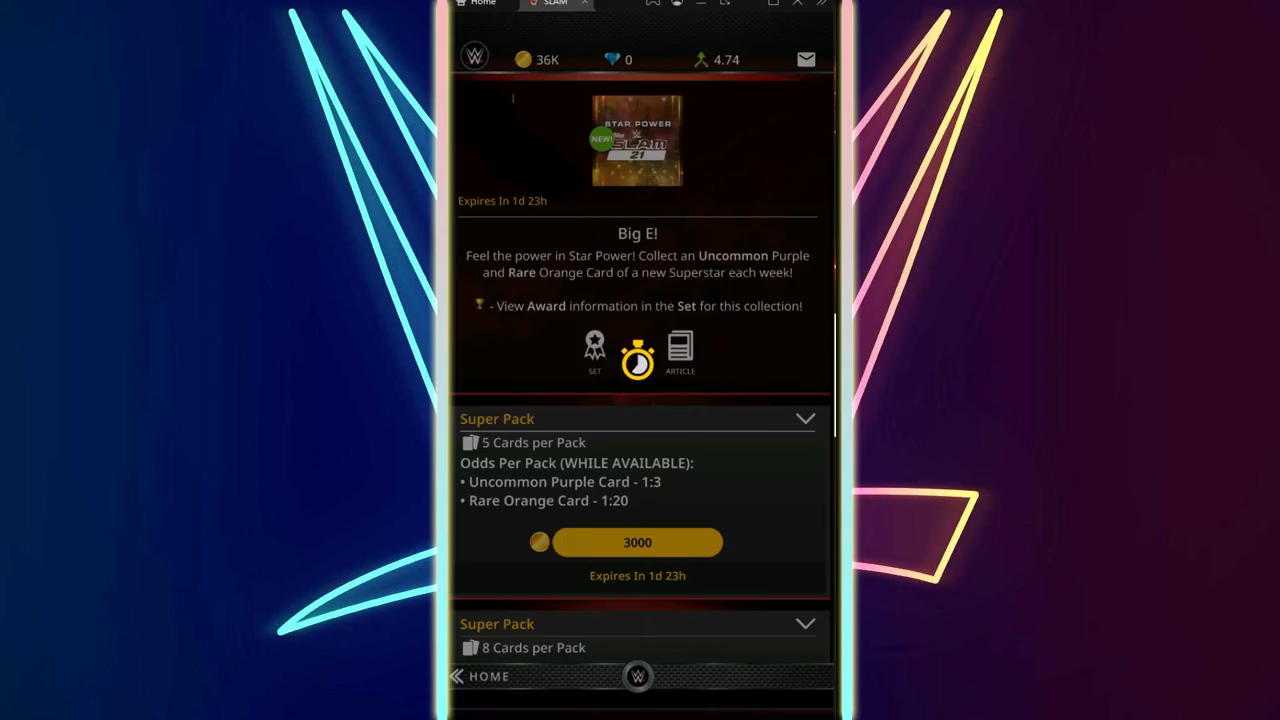 Home
SLAM
36K
0
4.74
STAR POWER
NEW!
Topps W
SLAM
21
Expires In 1d 23h
Big E!
Feel the power in Star Power! Collect an Uncommon Purple
and Rare Orange Card of a new Superstar each week!
- View Award information in the Set for this collection!
SET
ARTICLE
Super Pack
5 Cards per Pack
Odds Per Pack (WHILE AVAILABLE):
• Uncommon Purple Card - 1:3
• Rare Orange Card - 1:20
3000
Expires In 1d 23h
Super Pack
8 Cards per Pack
HOME